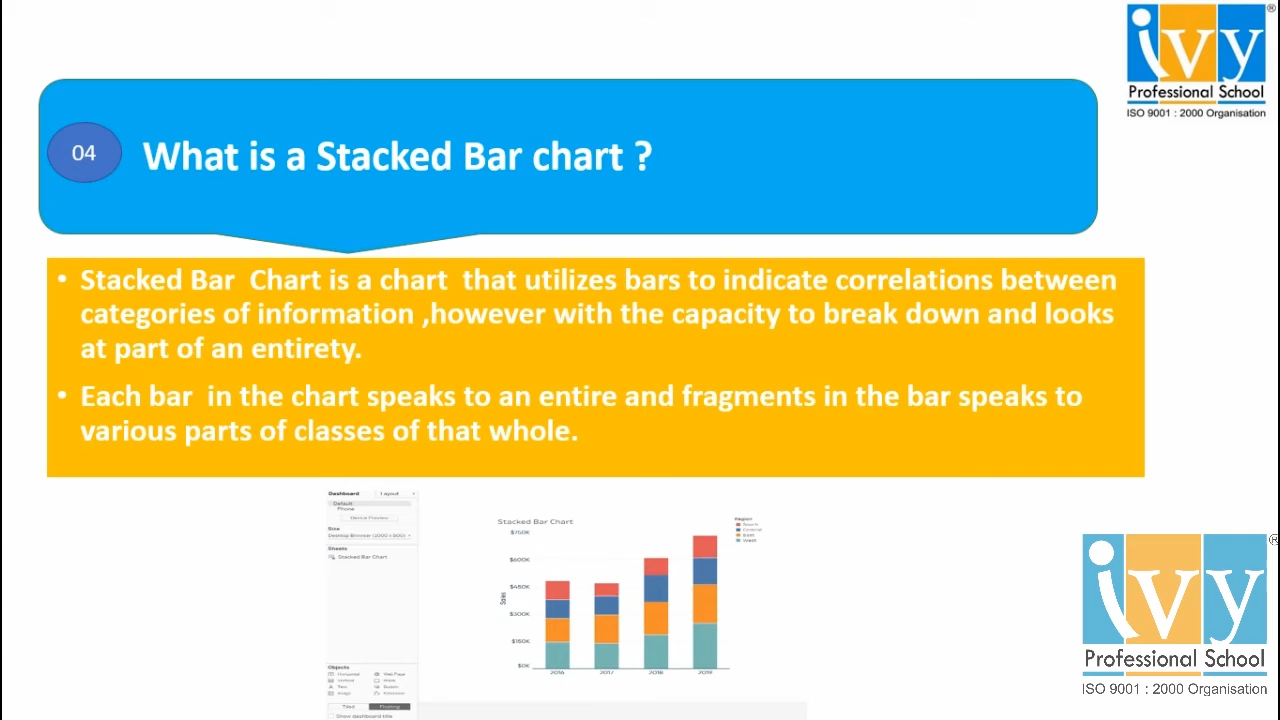 ivy
®
Professional School
ISO 9001 : 2000 Organisation
04
What is a Stacked Bar chart ?
• Stacked Bar Chart is a chart that utilizes bars to indicate correlations between
categories of information ,however with the capacity to break down and looks
at part of an entirety.
• Each bar in the chart speaks to an entire and fragments in the bar speaks to
various parts of classes of that whole.
Dashboard Layout
Default
Phone
Device Preview
Size
Desktop Browser (1000 x 800)
Sheets
Stacked Bar Chart
Objects
Horizontal Web Page
Vertical Blank
Text Button
Image Extension
Tiled Floating
Show dashboard title
Stacked Bar Chart
$750K
$600K
$450K
$300K
$150K
$0K
Sales
2016 2017 2018 2019
Region
South
Central
East
West
ivy
®
Professional School
ISO 9001 : 2000 Organisation